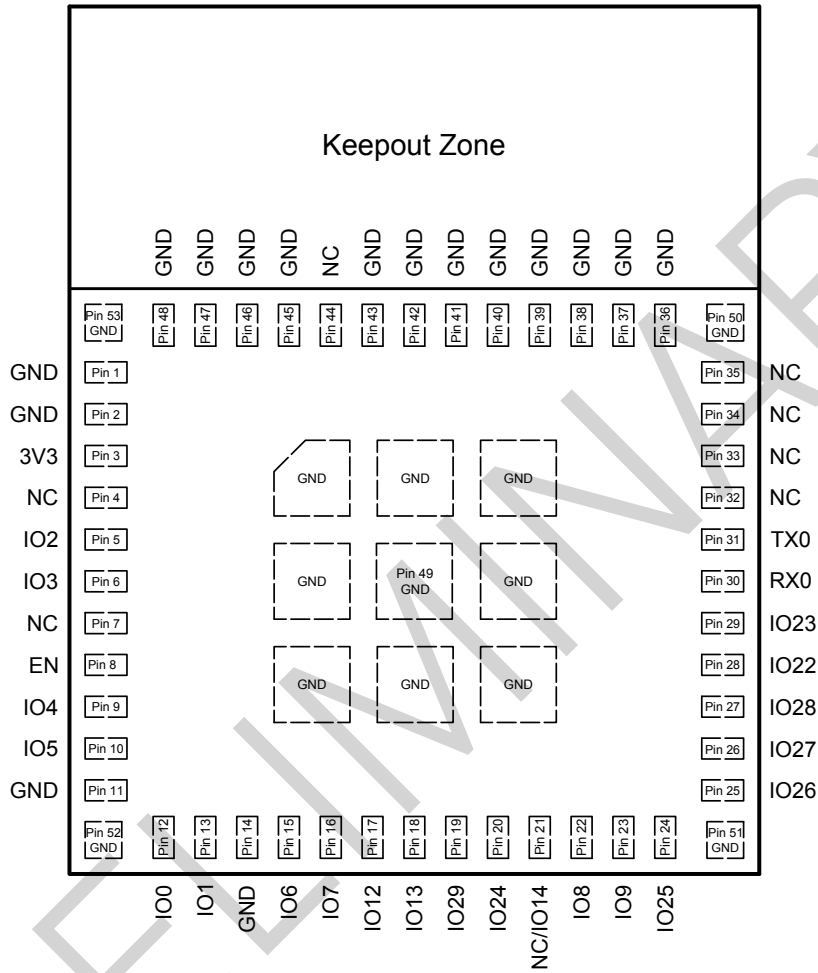 Keepout Zone
GND GND GND GND NC GND GND GND GND GND GND GND GND
Pin 53
GND
Pin 48 Pin 47 Pin 46 Pin 45 Pin 44 Pin 43 Pin 42 Pin 41 Pin 40 Pin 39 Pin 38 Pin 37 Pin 36
Pin 50
GND
GND Pin 1 Pin 35 NC
GND Pin 2 Pin 34 NC
3V3 Pin 3 Pin 33 NC
GND GND GND
NC Pin 4 Pin 32 NC
IO2 Pin 5 Pin 31 TX0
IO3 Pin 6 GND Pin 49 GND Pin 30 RX0
GND
NC Pin 7 Pin 29 IO23
EN Pin 8 Pin 28 IO22
GND GND GND
IO4 Pin 9 Pin 27 IO28
IO5 Pin 10 Pin 26 IO27
GND Pin 11 Pin 25 IO26
Pin 52
GND
Pin 12 Pin 13 Pin 14 Pin 15 Pin 16 Pin 17 Pin 18 Pin 19 Pin 20 Pin 21 Pin 22 Pin 23 Pin 24
Pin 51
GND
IO0 IO1 GND IO6 IO7 IO12 IO13 IO29 IO24 NC/IO14 IO8 IO9 IO25